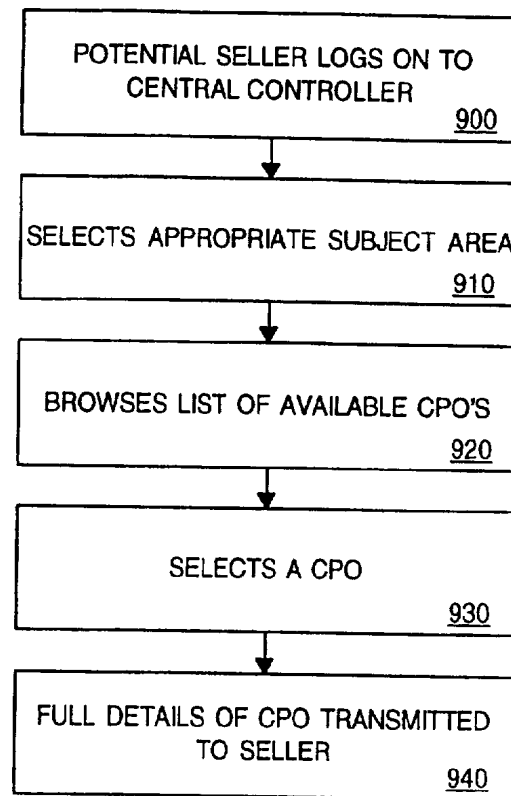 POTENTIAL SELLER LOGS ON TO
CENTRAL CONTROLLER
900
SELECTS APPROPRIATE SUBJECT AREA
910
BROWSES LIST OF AVAILABLE CPO'S
920
SELECTS A CPO
930
FULL DETAILS OF CPO TRANSMITTED
TO SELLER
940